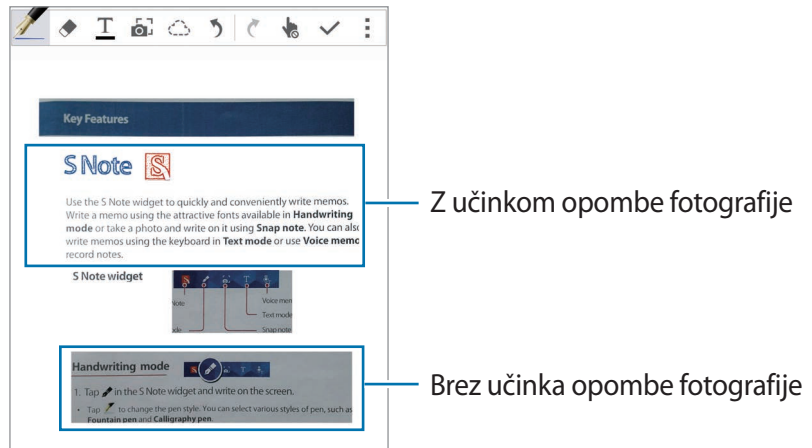 T
Key Features
S Note
Use the S Note widget to quickly and conveniently write memos.
Write a memo using the attractive fonts available in Handwriting
mode or take a photo and write on it using Snap note. You can also
write memos using the keyboard in Text mode or use Voice memo
record notes.
Z učinkom opombe fotografije
S Note widget
Note
Voice mem
Text mode
ode
Snap note
Handwriting mode
1. Tap in the S Note widget and write on the screen.
• Tap to change the pen style. You can select various styles of pen, such as
Fountain pen and Calligraphy pen.
Brez učinka opombe fotografije